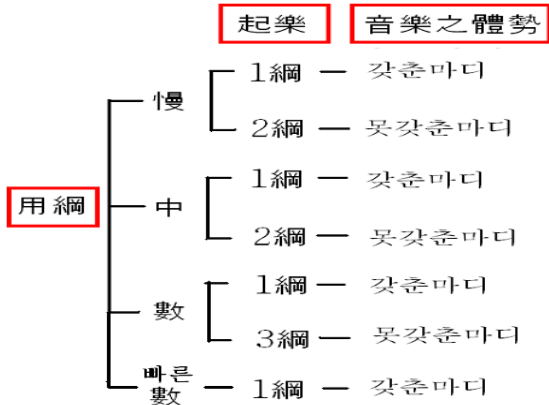 起樂 音樂之體勢
1綱 갖춘마디
慢
2綱 못갖춘마디
1綱 갖춘마디
用綱 中
2綱 못갖춘마디
1綱 갖춘마디
數
3綱 못갖춘마디
빠른
數 1綱 갖춘마디